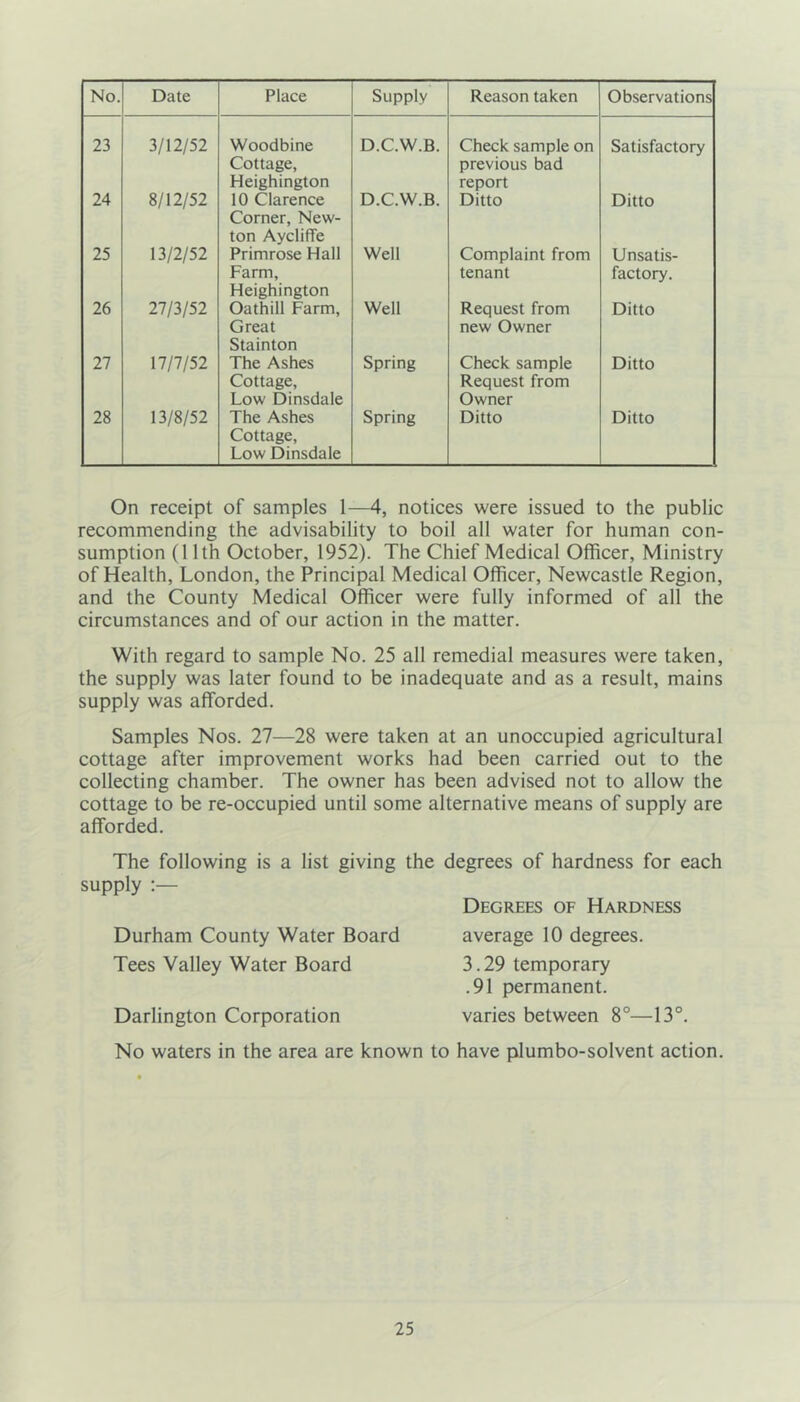 No. Date Place Supply Reason taken Observations
23 3/12/52 Woodbine D.C.W.B. Check sample on Satisfactory
Cottage, previous bad
Heighington report
24 8/12/52 10 Clarence D.C.W.B. Ditto Ditto
Corner, New-
ton Aycliffe
25 13/2/52 Primrose Hall Well Complaint from Unsatis-
Farm, tenant factory.
Heighington
26 27/3/52 Oathill Farm, Well Request from Ditto
Great new Owner
Stainton
27 17/7/52 The Ashes Spring Check sample Ditto
Cottage, Request from
Low Dinsdale Owner
28 13/8/52 The Ashes Spring Ditto Ditto
Cottage,
Low Dinsdale
On receipt of samples 1—4, notices were issued to the public
recommending the advisability to boil all water for human con-
sumption (11th October, 1952). The Chief Medical Officer, Ministry
of Health, London, the Principal Medical Officer, Newcastle Region,
and the County Medical Officer were fully informed of all the
circumstances and of our action in the matter.
With regard to sample No. 25 all remedial measures were taken,
the supply was later found to be inadequate and as a result, mains
supply was afforded.
Samples Nos. 27—28 were taken at an unoccupied agricultural
cottage after improvement works had been carried out to the
collecting chamber. The owner has been advised not to allow the
cottage to be re-occupied until some alternative means of supply are
afforded.
The following is a list giving the degrees of hardness for each
supply :—
DEGREES OF HARDNESS
Durham County Water Board average 10 degrees.
Tees Valley Water Board 3.29 temporary
.91 permanent.
Darlington Corporation varies between 8°—13°.
No waters in the area are known to have plumbo-solvent action.
25